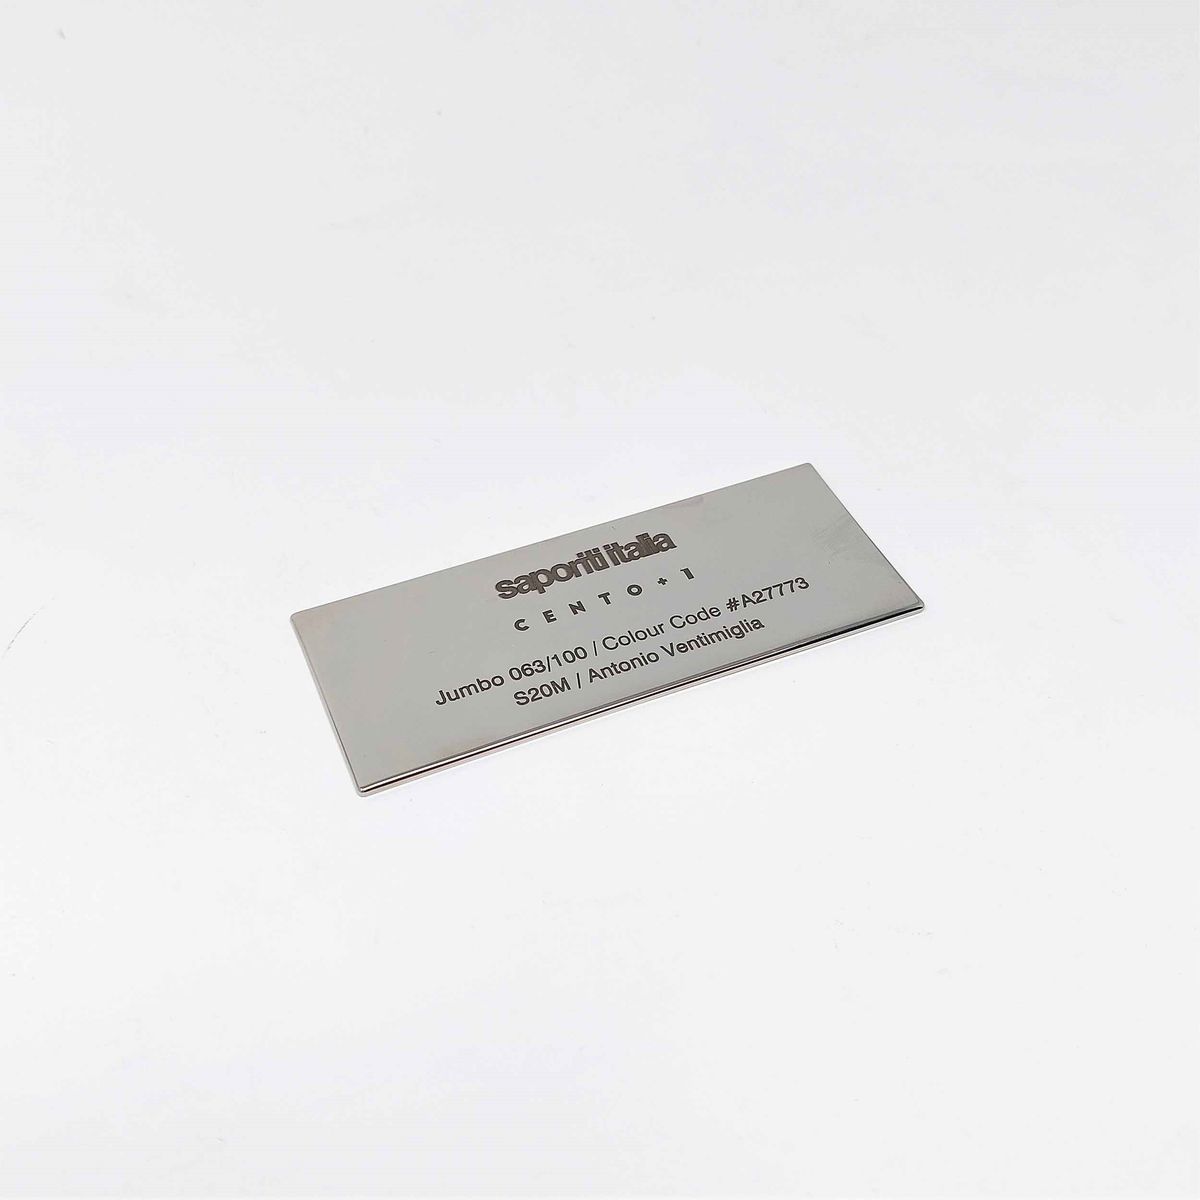 saporiti italia
CENTO+1
Jumbo 063/100 / Colour Code #A27773
S20M / Antonio Ventimiglia